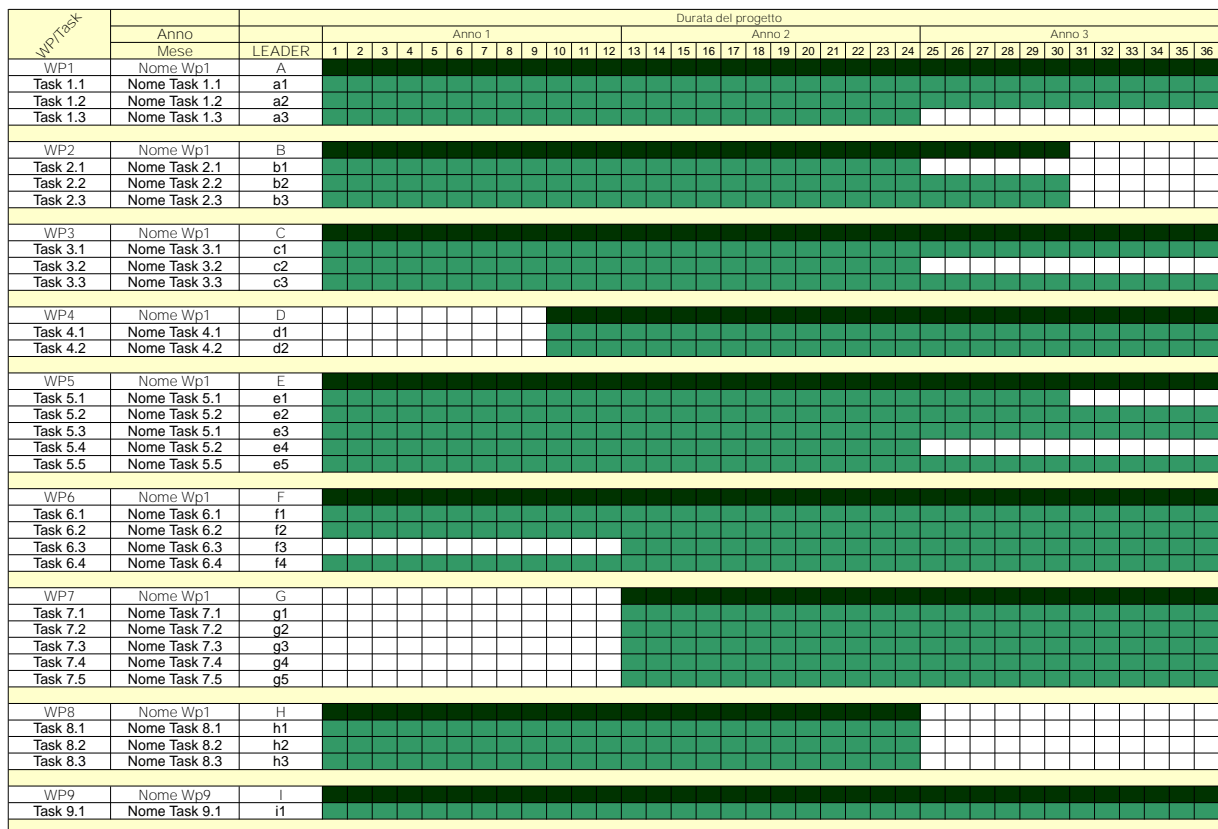 WP/Task Durata del progetto
Anno Anno 1 Anno 2 Anno 3
Mese LEADER 1 2 3 4 5 6 7 8 9 10 11 12 13 14 15 16 17 18 19 20 21 22 23 24 25 26 27 28 29 30 31 32 33 34 35 36
WP1 Nome Wp1 A
Task 1.1 Nome Task 1.1 a1
Task 1.2 Nome Task 1.2 a2
Task 1.3 Nome Task 1.3 a3
WP2 Nome Wp1 B
Task 2.1 Nome Task 2.1 b1
Task 2.2 Nome Task 2.2 b2
Task 2.3 Nome Task 2.3 b3
WP3 Nome Wp1 C
Task 3.1 Nome Task 3.1 c1
Task 3.2 Nome Task 3.2 c2
Task 3.3 Nome Task 3.3 c3
WP4 Nome Wp1 D
Task 4.1 Nome Task 4.1 d1
Task 4.2 Nome Task 4.2 d2
WP5 Nome Wp1 E
Task 5.1 Nome Task 5.1 e1
Task 5.2 Nome Task 5.2 e2
Task 5.3 Nome Task 5.1 e3
Task 5.4 Nome Task 5.2 e4
Task 5.5 Nome Task 5.5 e5
WP6 Nome Wp1 F
Task 6.1 Nome Task 6.1 f1
Task 6.2 Nome Task 6.2 f2
Task 6.3 Nome Task 6.3 f3
Task 6.4 Nome Task 6.4 f4
WP7 Nome Wp1 G
Task 7.1 Nome Task 7.1 g1
Task 7.2 Nome Task 7.2 g2
Task 7.3 Nome Task 7.3 g3
Task 7.4 Nome Task 7.4 g4
Task 7.5 Nome Task 7.5 g5
WP8 Nome Wp1 H
Task 8.1 Nome Task 8.1 h1
Task 8.2 Nome Task 8.2 h2
Task 8.3 Nome Task 8.3 h3
WP9 Nome Wp9 I
Task 9.1 Nome Task 9.1 i1